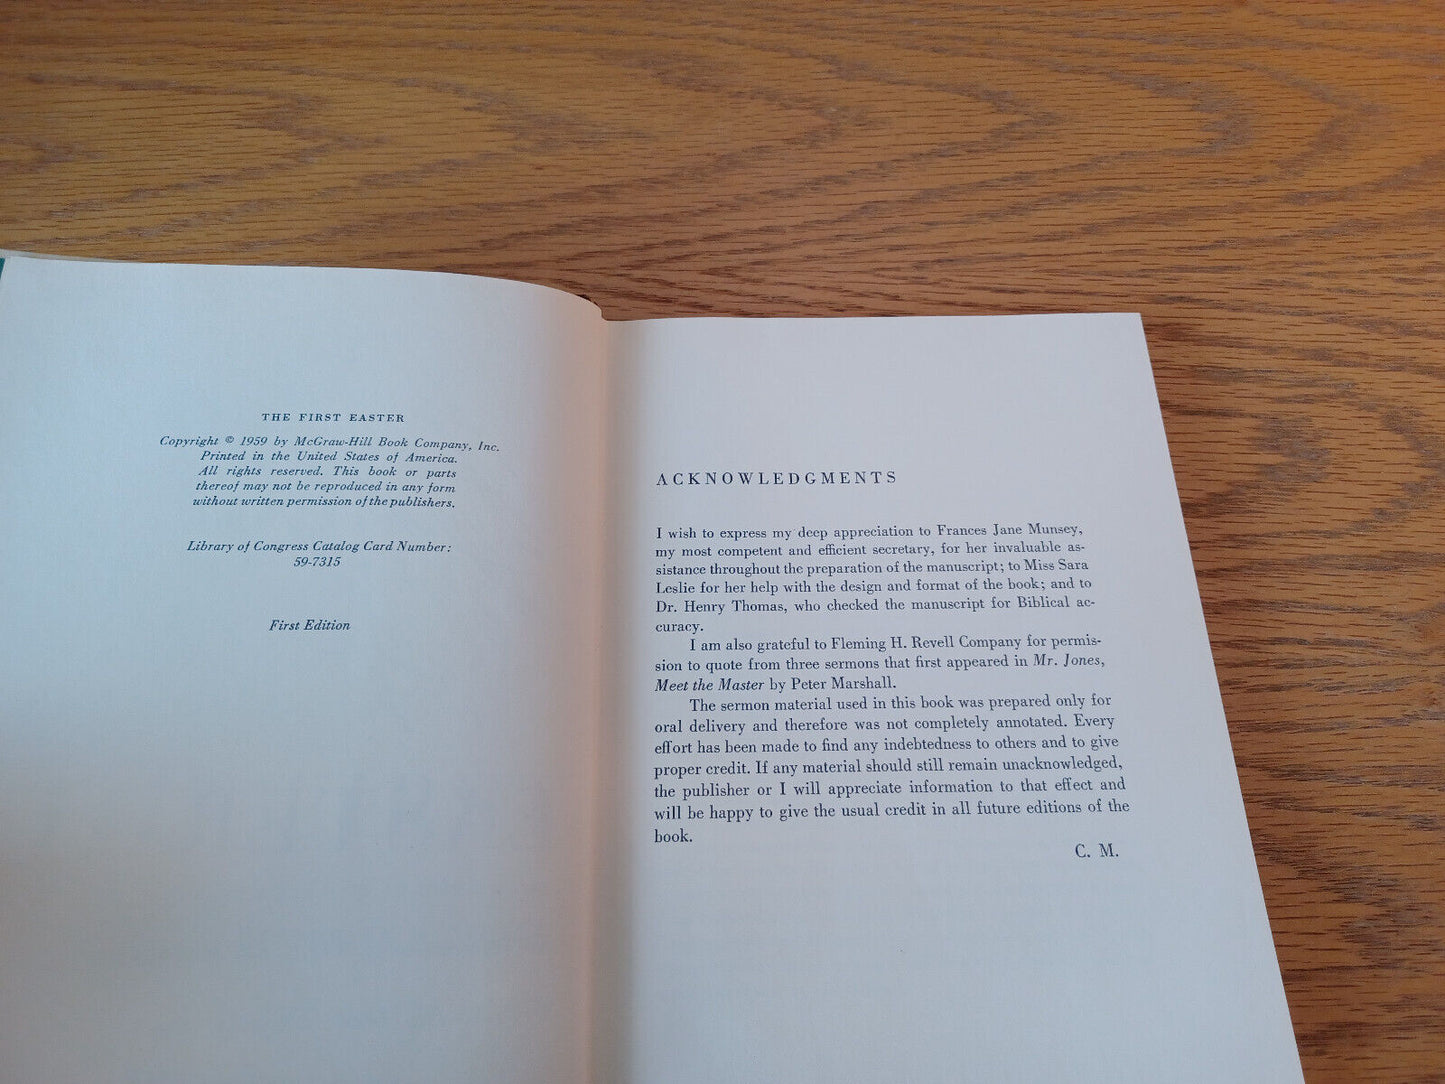 THE FIRST EASTER
Copyright © 1959 by McGraw-Hill Book Company, Inc.
Printed in the United States of America.
All rights reserved. This book or parts
thereof may not be reproduced in any form
without written permission of the publishers.
Library of Congress Catalog Card Number:
59-7315
First Edition
ACKNOWLEDGMENTS
I wish to express my deep appreciation to Frances Jane Munsey,
my most competent and efficient secretary, for her invaluable as-
sistance throughout the preparation of the manuscript; to Miss Sara
Leslie for her help with the design and format of the book; and to
Dr. Henry Thomas, who checked the manuscript for Biblical ac-
curacy.
I am also grateful to Fleming H. Revell Company for permis-
sion to quote from three sermons that first appeared in Mr. Jones,
Meet the Master by Peter Marshall.
The sermon material used in this book was prepared only for
oral delivery and therefore was not completely annotated. Every
effort has been made to find any indebtedness to others and to give
proper credit. If any material should still remain unacknowledged,
the publisher or I will appreciate information to that effect and
will be happy to give the usual credit in all future editions of the
book.
C. M.